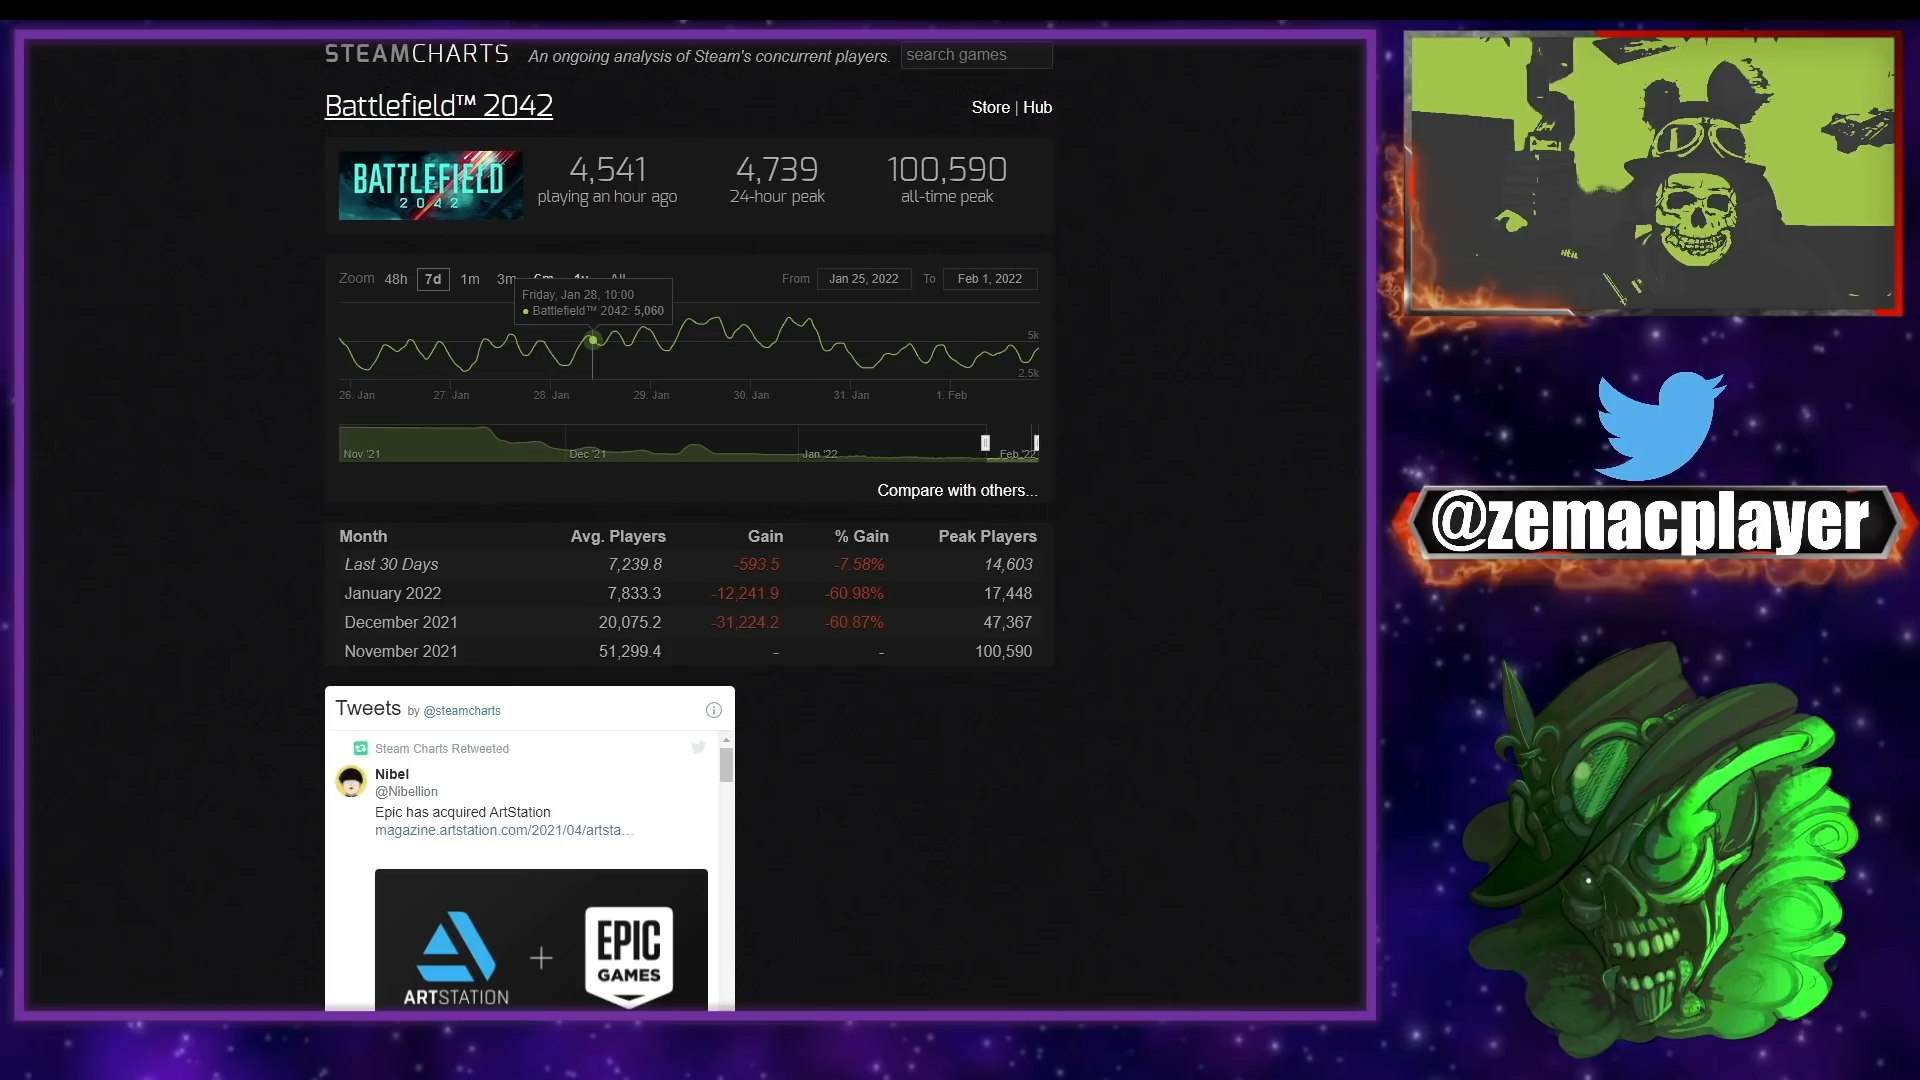 STEAMCHARTS An ongoing analysis of Steam's concurrent players. search games
Battlefield™ 2042 Store | Hub
BATTLEFIELD
2042
4,541 4,739 100,590
playing an hour ago 24-hour peak all-time peak
Zoom 48h 7d 1m 3m 6m 1y All From Jan 25, 2022 To Feb 1, 2022
Friday, Jan 28, 10:00
● Battlefield™ 2042: 5,060
5k
2.5k
26. Jan 27. Jan 28. Jan 29. Jan 30. Jan 31. Jan 1. Feb
Nov '21 Dec '21 Jan '22 Feb '22
Compare with others...
Month Avg. Players Gain % Gain Peak Players
Last 30 Days 7,239.8 -593.5 -7.58% 14,603
January 2022 7,833.3 -12,241.9 -60.98% 17,448
December 2021 20,075.2 -31,224.2 -60.87% 47,367
November 2021 51,299.4 - - 100,590
Tweets by @steamcharts
Steam Charts Retweeted
Nibel
@Nibellion
Epic has acquired ArtStation
magazine.artstation.com/2021/04/artsta…
ARTSTATION + EPIC GAMES
@zemacplayer